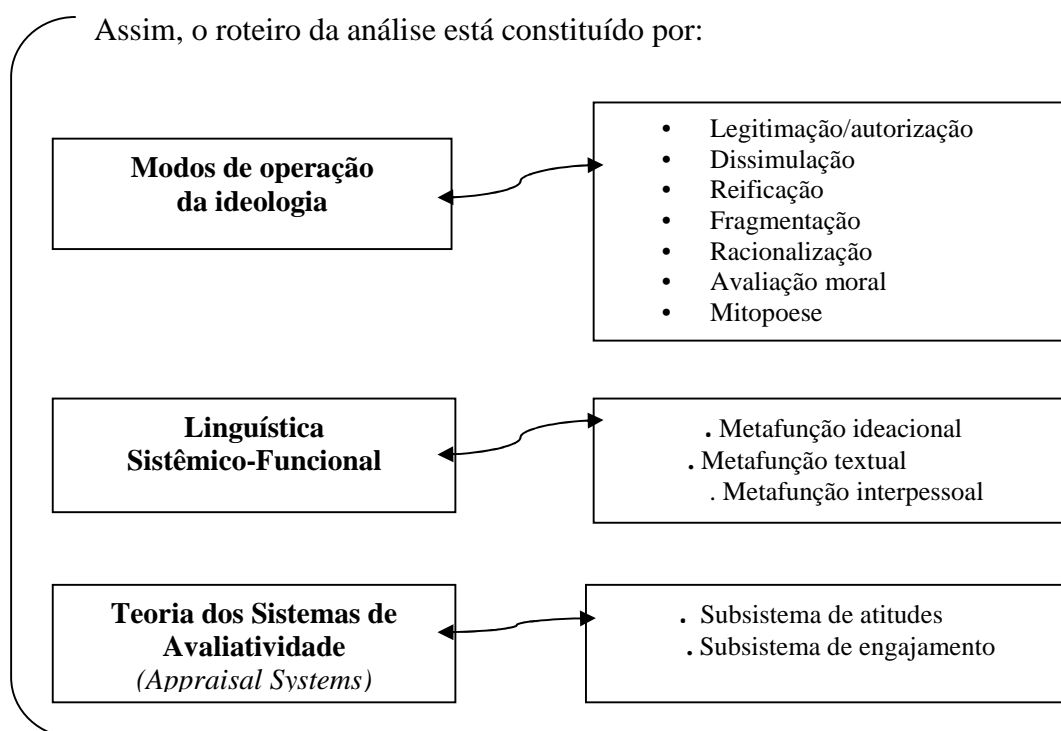 Assim, o roteiro da análise está constituído por:
Modos de operação
da ideologia
• Legitimação/autorização
• Dissimulação
• Reificação
• Fragmentação
• Racionalização
• Avaliação moral
• Mitopoese
Linguística
Sistêmico-Funcional
. Metafunção ideacional
. Metafunção textual
. Metafunção interpessoal
Teoria dos Sistemas de
Avaliatividade
(Appraisal Systems)
. Subsistema de atitudes
. Subsistema de engajamento